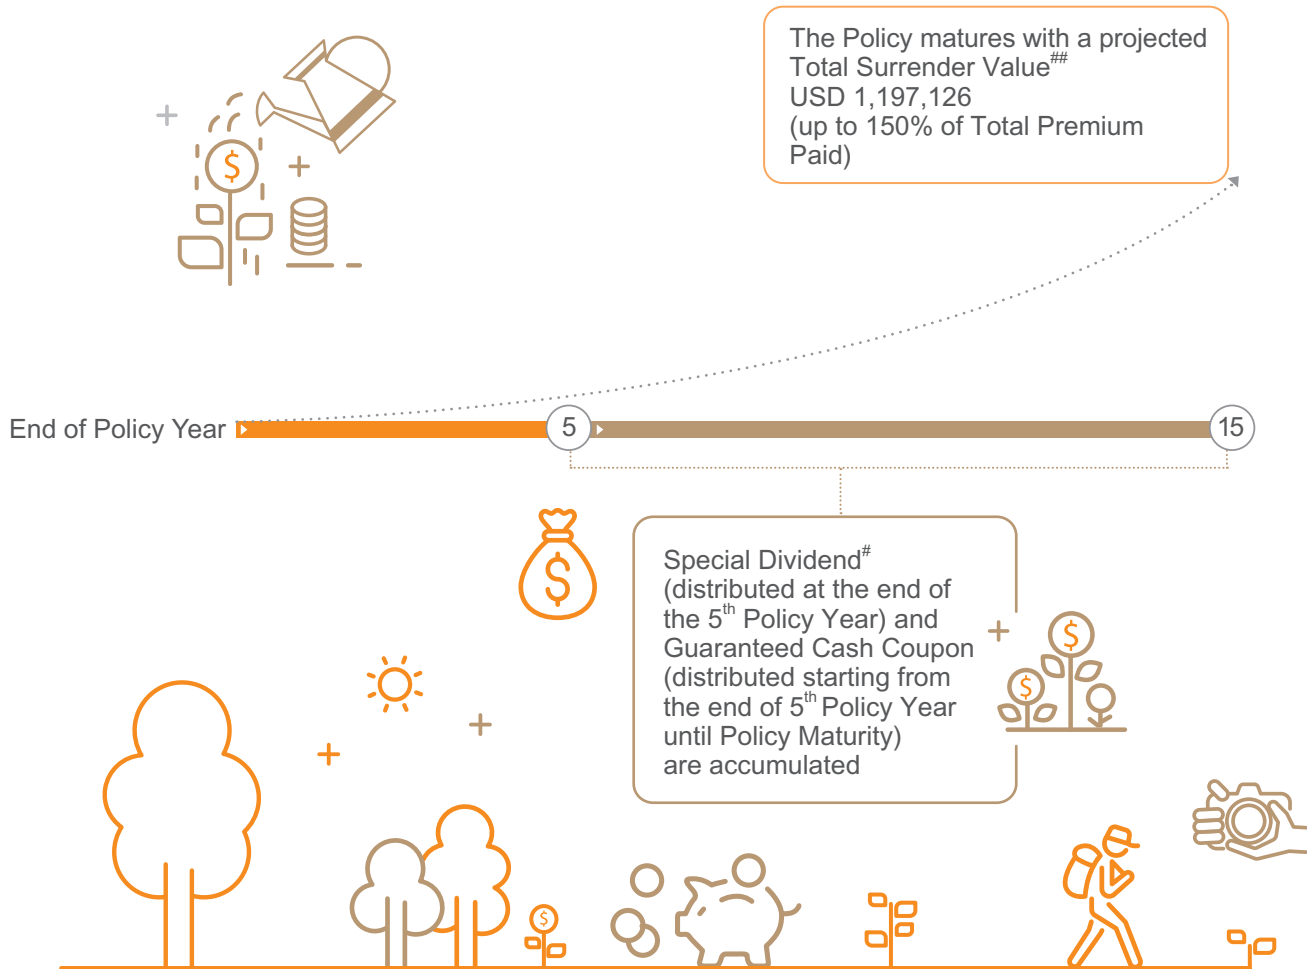 The Policy matures with a projected
Total Surrender Value##
USD 1,197,126
(up to 150% of Total Premium
Paid)
$
End of Policy Year
5
15
$
Special Dividend#
(distributed at the end of
the 5th Policy Year) and
Guaranteed Cash Coupon
(distributed starting from
the end of 5th Policy Year
until Policy Maturity)
are accumulated
$
$
$